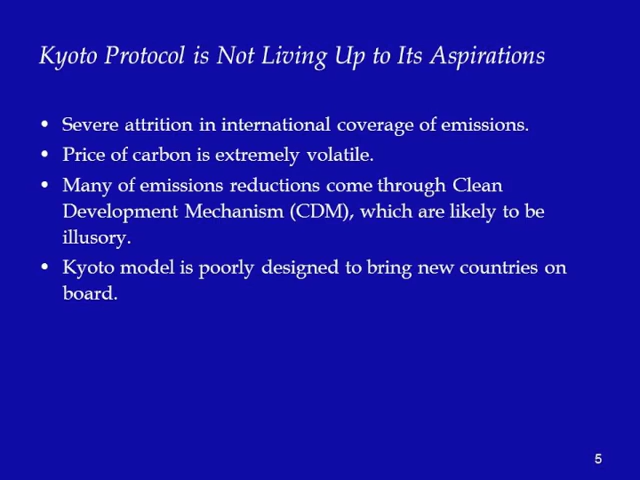 Kyoto Protocol is Not Living Up to Its Aspirations
• Severe attrition in international coverage of emissions.
• Price of carbon is extremely volatile.
• Many of emissions reductions come through Clean
Development Mechanism (CDM), which are likely to be
illusory.
• Kyoto model is poorly designed to bring new countries on
board.
5